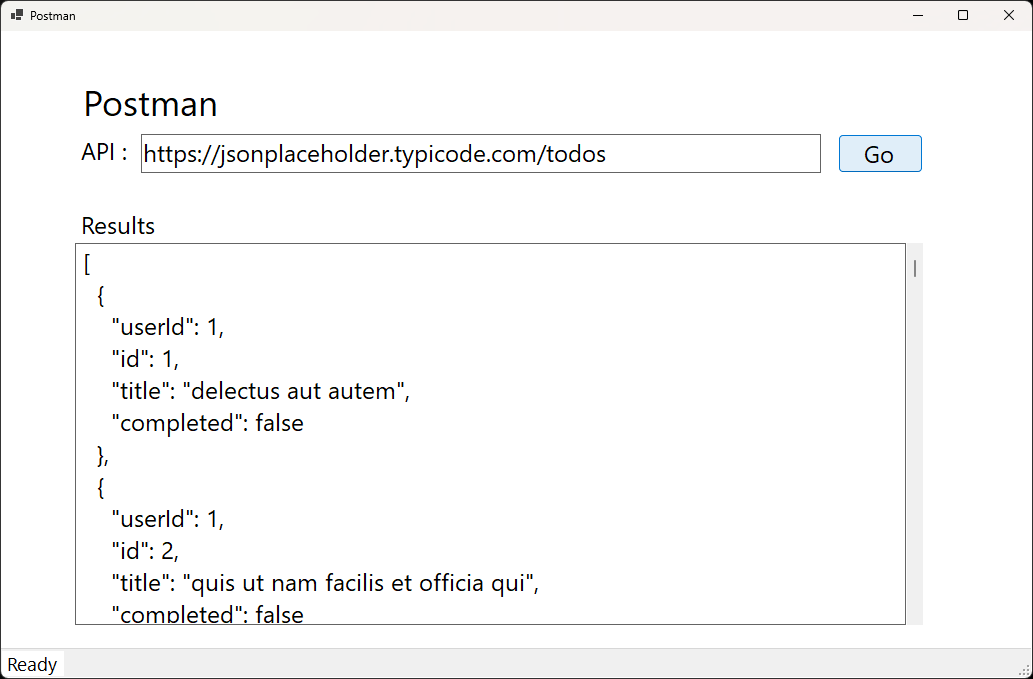 Postman
Postman
API : https://jsonplaceholder.typicode.com/todos Go
Results
[
{
"userId": 1,
"id": 1,
"title": "delectus aut autem",
"completed": false
},
{
"userId": 1,
"id": 2,
"title": "quis ut nam facilis et officia qui",
"completed": false
Ready